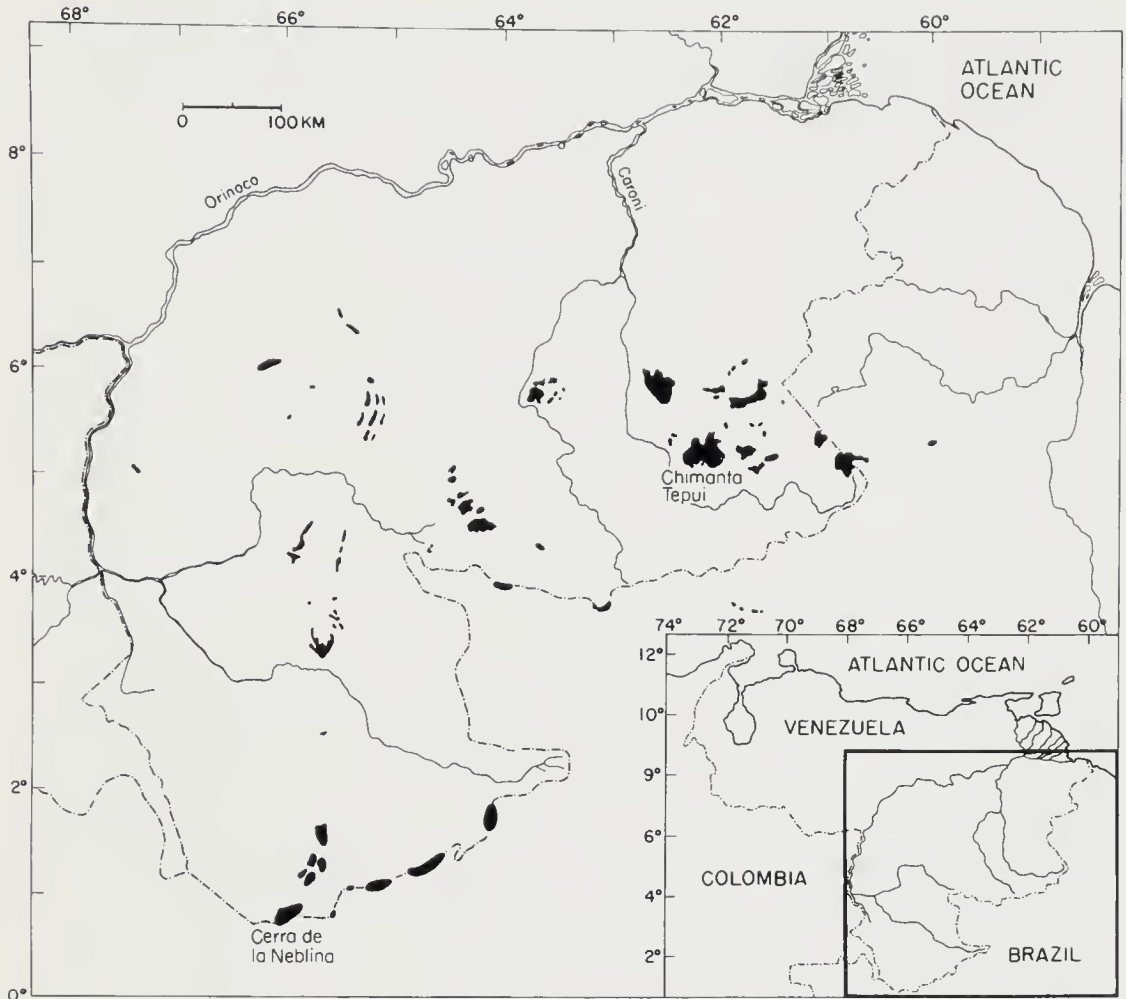 68° 66° 64° 62° 60°
ATLANTIC
OCEAN
0 100 KM
8°
Orinoco
Caroni
6°
Chimanta
Tepui
4°
2°
Cerra de
la Neblina
0°
74° 72° 70° 68° 66° 64° 62° 60°
12°
ATLANTIC OCEAN
10°
VENEZUELA
9°
6°
COLOMBIA
4°
BRAZIL
2°